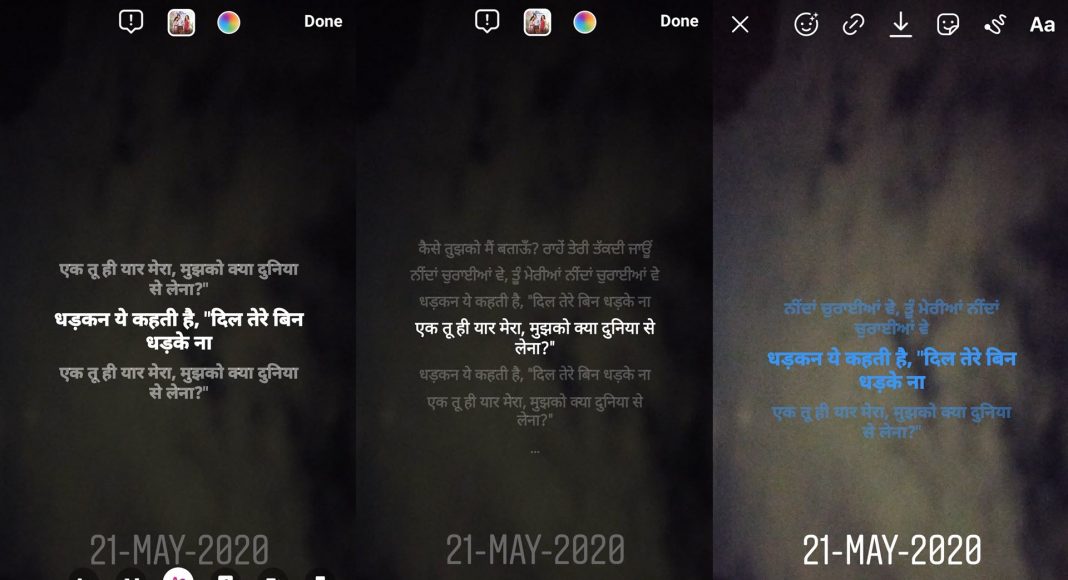 Done
एक तू ही यार मेरा, मुझको क्या दुनिया
से लेना?"
धड़कन ये कहती है, "दिल तेरे बिन
धड़के ना
एक तू ही यार मेरा, मुझको क्या दुनिया
से लेना?"
21-MAY-2020
Done
कैसे तुझको मैं बताऊँ? ਰਾਹੋਂ ਤੇਰੀ ਤੱਕਦੀ ਜਾਊਂ
ਨੀਂਦਾਂ ਚੁਰਾਈਆਂ ਵੇ, ਤੂੰ ਮੇਰੀਆਂ ਨੀਂਦਾਂ ਚੁਰਾਈਆਂ ਵੇ
धड़कन ये कहती है, "दिल तेरे बिन धड़के ना
एक तू ही यार मेरा, मुझको क्या दुनिया से
लेना?"
धड़कन ये कहती है, "दिल तेरे बिन धड़के ना
एक तू ही यार मेरा, मुझको क्या दुनिया से
लेना?"
...
21-MAY-2020
Aa
ਨੀਂਦਾਂ ਚੁਰਾਈਆਂ ਵੇ, ਤੂੰ ਮੇਰੀਆਂ ਨੀਂਦਾਂ
ਚੁਰਾਈਆਂ ਵੇ
धड़कन ये कहती है, "दिल तेरे बिन
धड़के ना
एक तू ही यार मेरा, मुझको क्या दुनिया
से लेना?"
21-MAY-2020